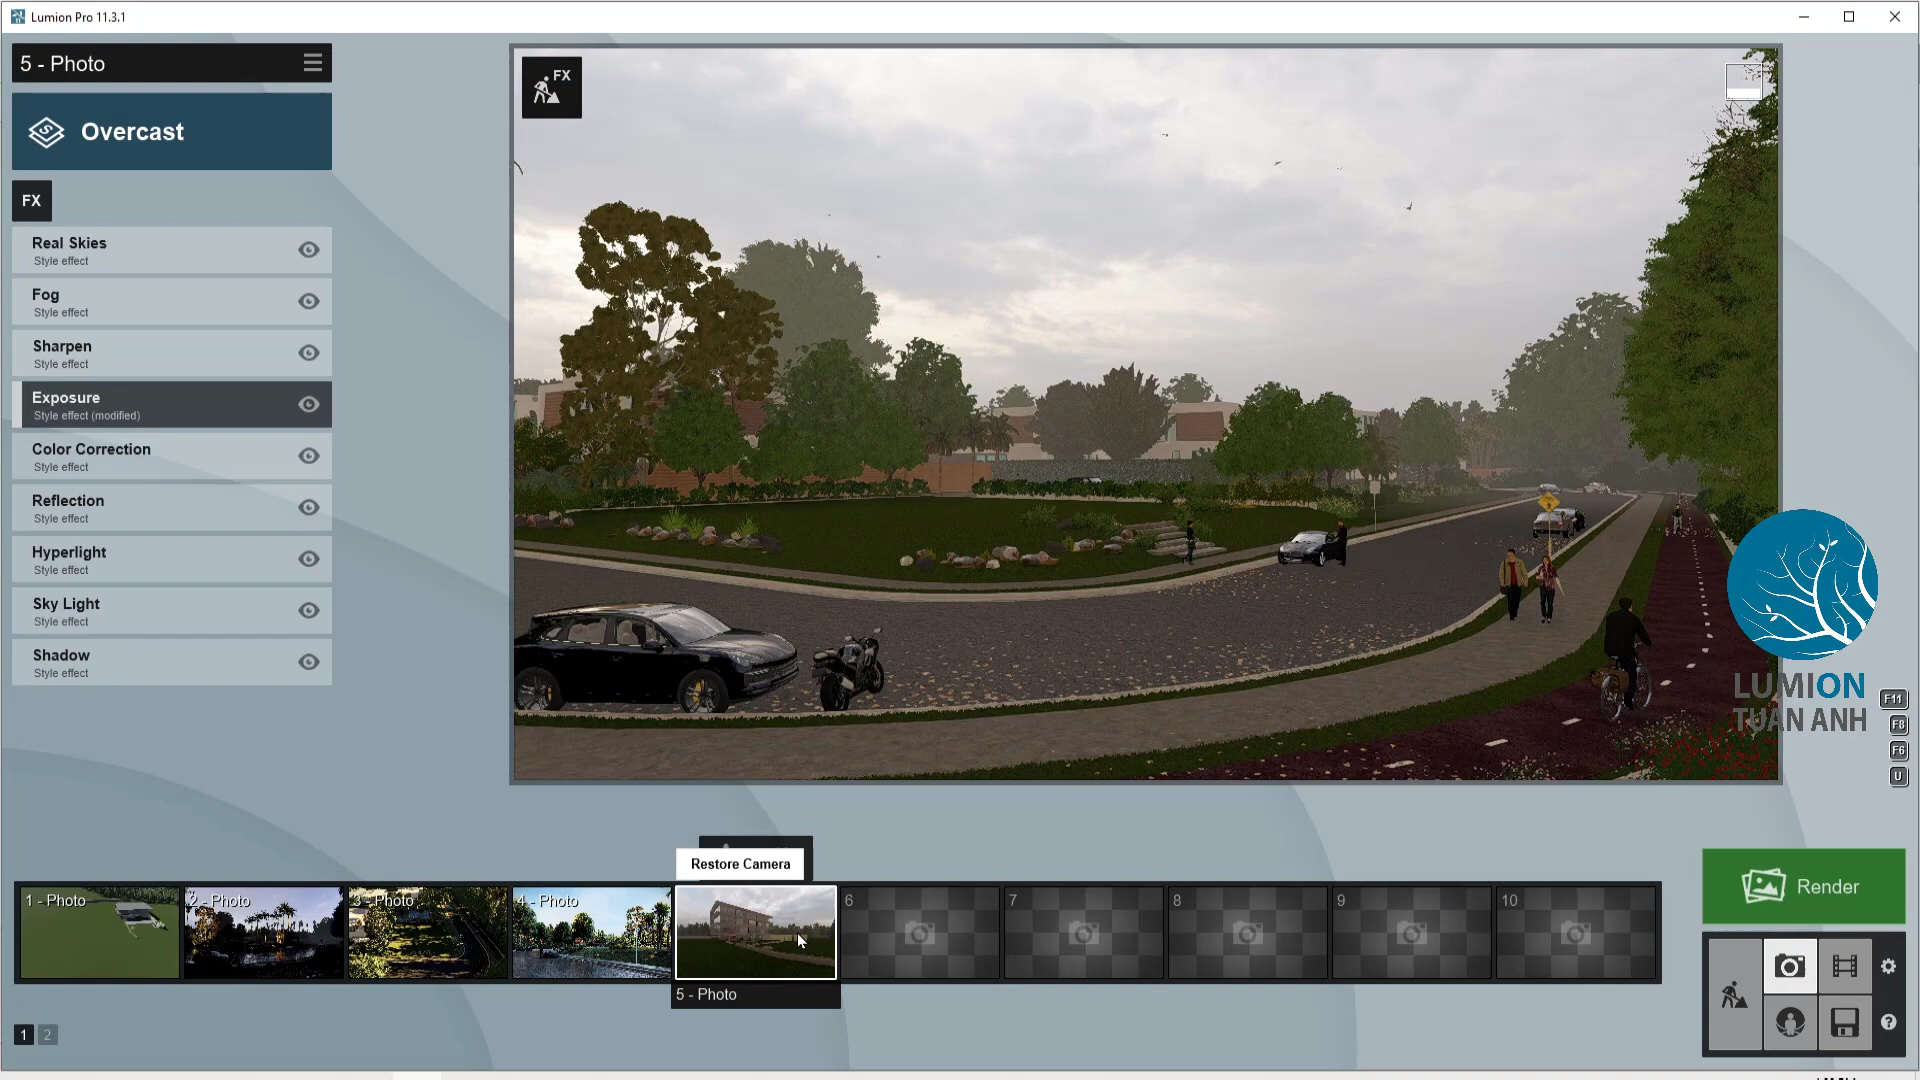 Lumion Pro 11.3.1
5 - Photo
Overcast
FX
Real Skies
Style effect
Fog
Style effect
Sharpen
Style effect
Exposure
Style effect (modified)
Color Correction
Style effect
Reflection
Style effect
Hyperlight
Style effect
Sky Light
Style effect
Shadow
Style effect
FX
LUMION
TUAN ANH
F11
F8
F6
U
Restore Camera
1 - Photo
2 - Photo
3 - Photo
4 - Photo
6
7
8
9
10
5 - Photo
Render
1
2
?